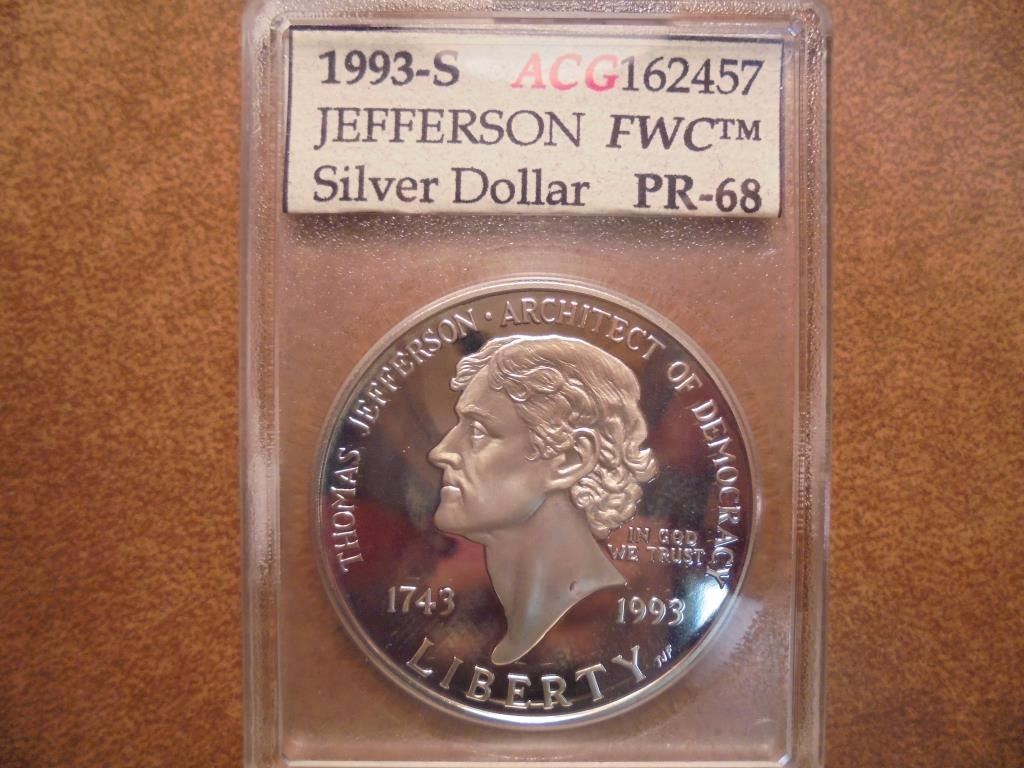 1993-S ACG162457
JEFFERSON FWC™
Silver Dollar PR-68
THOMAS JEFFERSON · ARCHITECT OF DEMOCRACY
IN GOD
WE TRUST
1743 1993
LIBERTY
TJF